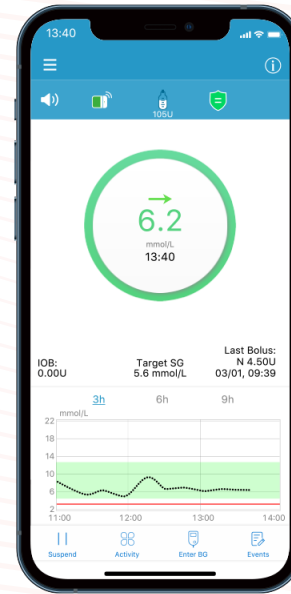 13:40
105U
6.2
mmol/L
13:40
IOB:
0.00U
Target SG
5.6 mmol/L
Last Bolus:
N 4.50U
03/01, 09:39
3h 6h 9h
mmol/L
22
18
14
10
6
2
11:00 12:00 13:00 14:00
Suspend Activity Enter BG Events